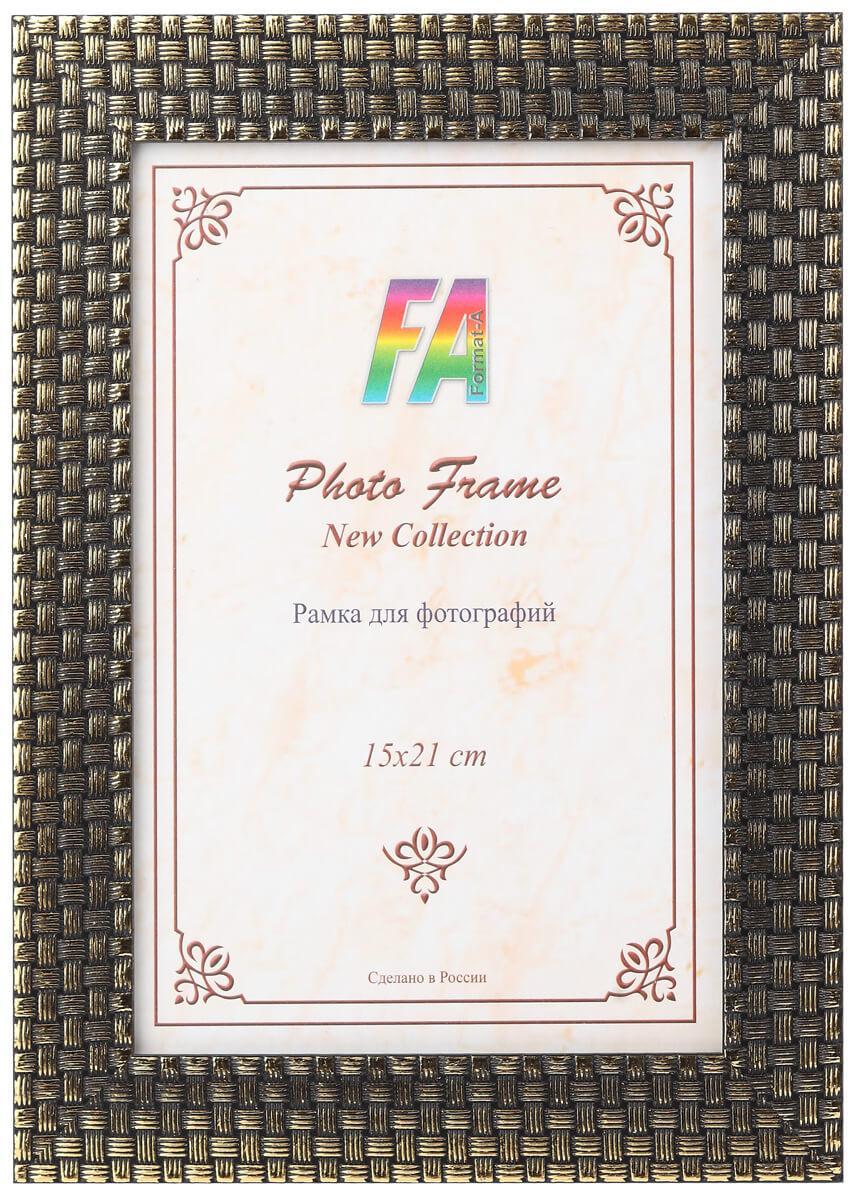 FA
Format-A
Photo Frame
New Collection
Рамка для фотографий
15x21 cm
Сделано в России